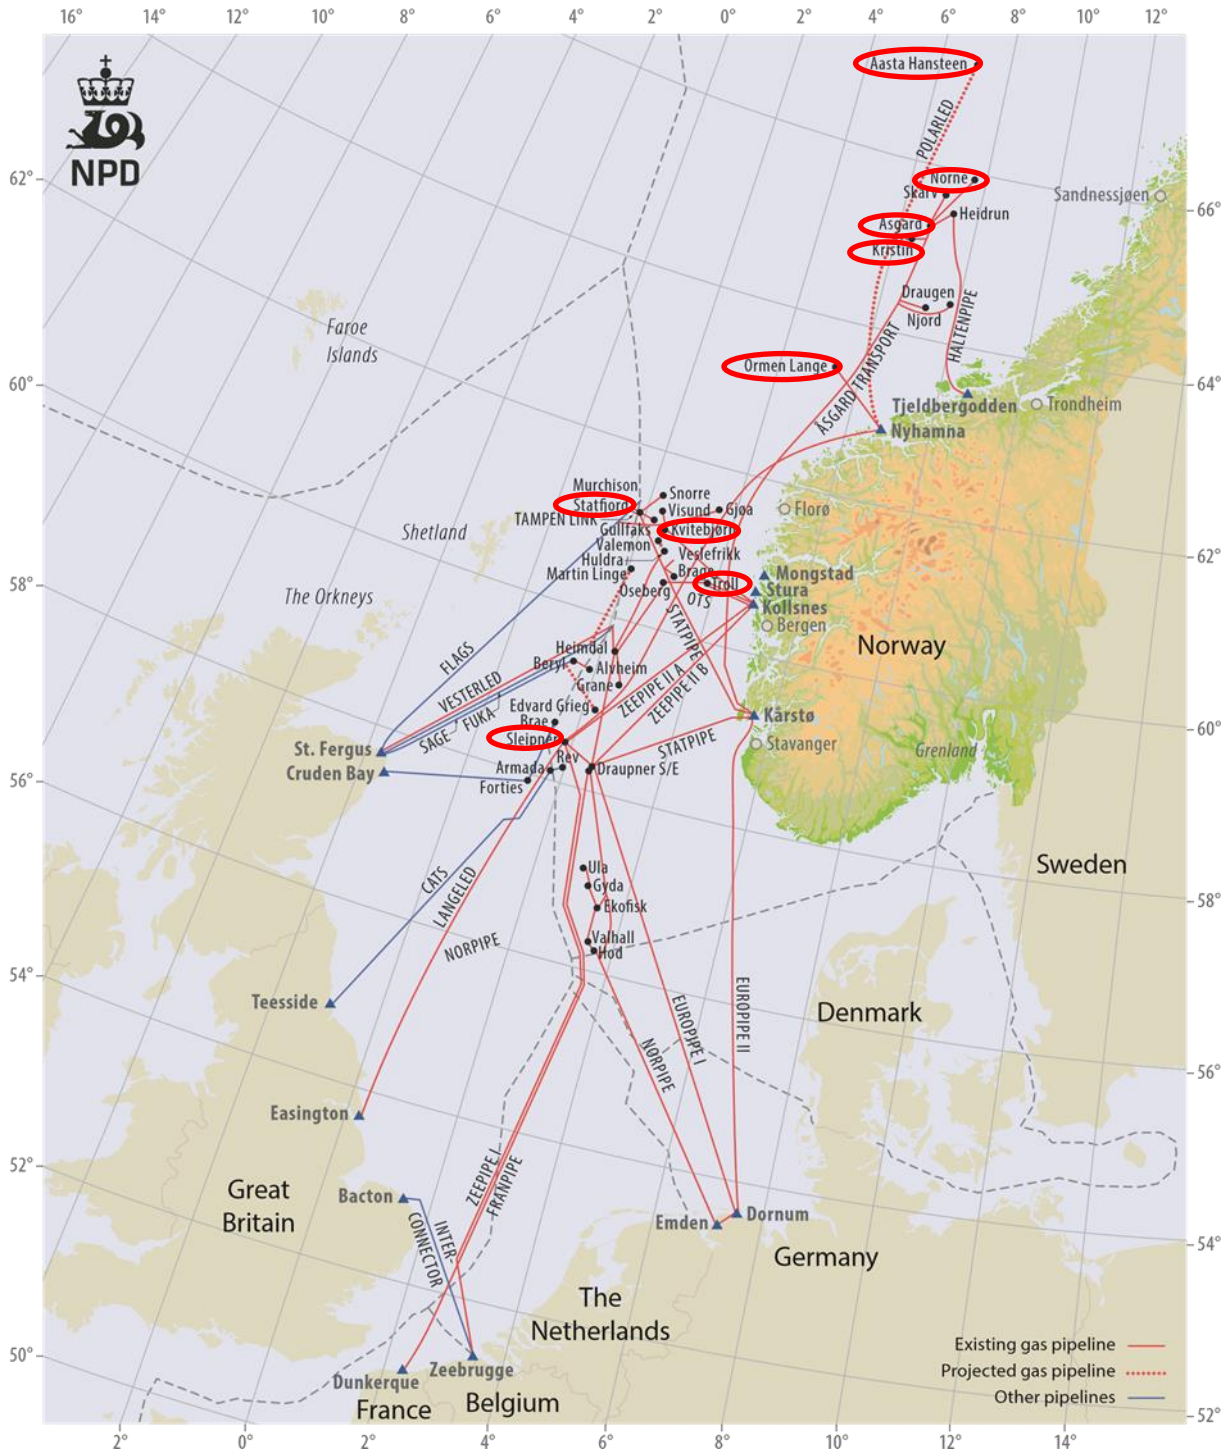 16° 14° 12° 10° 8° 6° 4° 2° 0° 2° 4° 6° 8° 10° 12°
NPD
Aasta Hansteen
POLARLED
62°
Norne
Skarv
Sandnessjøen
Heidrun
66°
Åsgard
Kristin
Draugen
Njord
HALTENPIPE
Faroe
Islands
ÅSGARD TRANSPORT
Ormen Lange
60°
64°
Tjeldbergodden
Trondheim
Nyhamna
Murchison
Snorre
Statfjord
Visund
Gjøa
Florø
TAMPEN LINK
Gullfaks
Kvitebjørn
Shetland
Valemon
Veslefrikk
Huldra
62°
Martin Linge
Brage
Troll
Mongstad
58°
Oseberg
OTS
Stura
Kollsnes
The Orkneys
Bergen
STATPIPE
Norway
FLAGS
Heimdal
Beryl
Alvheim
Grane
VESTERLED
ZEEPIPE II A
ZEEPIPE II B
SAGE
FUKA
Edvard Grieg
Brae
Kårstø
60°
Sleipner
STATPIPE
Stavanger
Grenland
St. Fergus
Rev
Cruden Bay
Armada
Draupner S/E
56°
Forties
Ula
Sweden
CATS
LANGELED
Gyda
Ekofisk
58°
NORPIPE
Valhall
Hod
54°
Teesside
EUROPIPE I
EUROPIPE II
Denmark
NORPIPE
56°
Easington
52°
ZEEPIPE I
FRANPIPE
Great
Britain
Bacton
INTER-
CONNECTOR
Emden
Dornum
54°
Germany
The
Netherlands
50°
Existing gas pipeline
Projected gas pipeline
Other pipelines
Dunkerque
Zeebrugge
France
Belgium
52°
2° 0° 2° 4° 6° 8° 10° 12° 14°